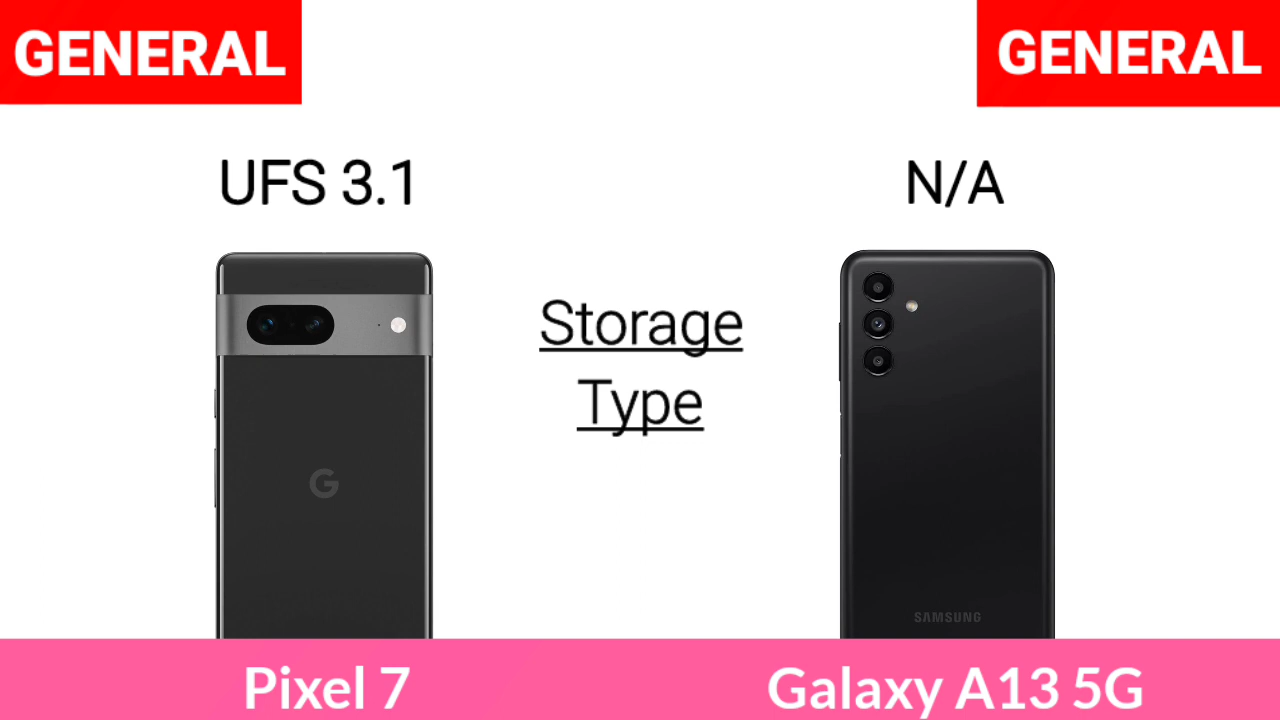 GENERAL
GENERAL
UFS 3.1
N/A
Storage
Type
G
SAMSUNG
Pixel 7
Galaxy A13 5G